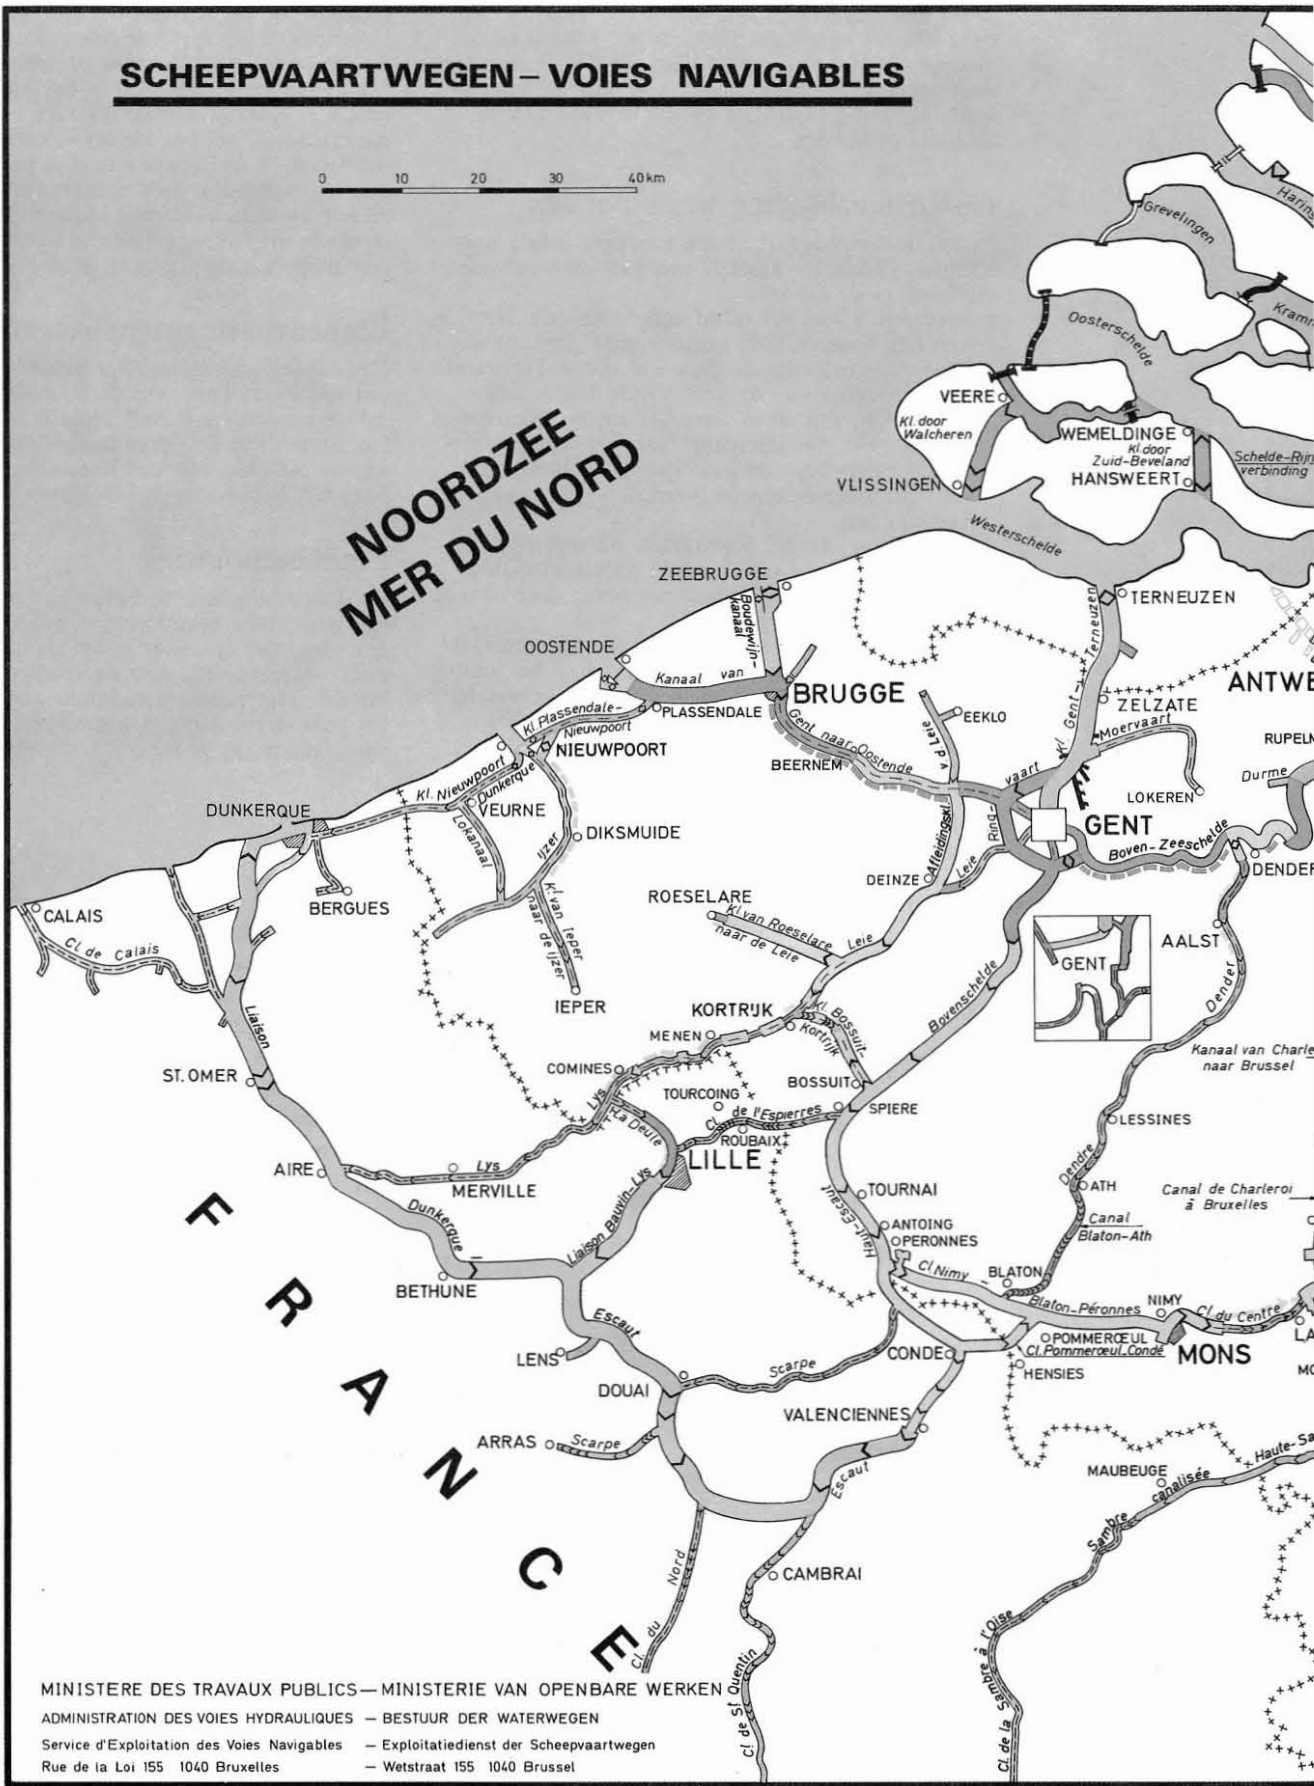 SCHEEPVAARTWEGEN – VOIES NAVIGABLES
0 10 20 30 40 km
Grevelingen
Oosterschelde
VEERE
Kl. door
Walcheren
WEMELDINGE
Kl. door
Zuid-Beveland
HANSWEERT
Schelde-Rijn
verbinding
VLISSINGEN
Westerschelde
NOORDZEE
MER DU NORD
ZEEBRUGGE
Boudewijn-
kanaal
TERNEUZEN
Kl. Gent - Terneuzen
OOSTENDE
Kanaal van
BRUGGE
PLASSENDALE
Kl. Plassendale-
Nieuwpoort
Gent naar Oostende
v.d. Leie
EEKLO
ZELZATE
Moervaart
NIEUWPOORT
BEERNEM
LOKEREN
Durme
Kl. Nieuwpoort
Dunkerque
VEURNE
Lokanaal
DUNKERQUE
Ijzer
DIKSMUIDE
vaart
Ring-
GENT
Boven-Zeeschelde
Afleidingskl.
Leie
DEINZE
BERGUES
CALAIS
Cl. de Calais
Kl. van Ieper
naar de Ijzer
IEPER
ROESELARE
Kl. van Roeselare
naar de Leie
Leie
GENT
AALST
Dender
Liaison
ST. OMER
KORTRIJK
Kl. Bossuit-
Kortrijk
Bovenschelde
MENEN
COMINES
BOSSUIT
TOURCOING
Cl. de l'Espierres
SPIERE
ROUBAIX
Lys
La Deule
LILLE
naar Brussel
LESSINES
AIRE
Lys
MERVILLE
Liaison Bauvin-Lys
Dunkerque
TOURNAI
Haut-Escaut
Dendre
ATH
Canal
Blaton-Ath
Canal de Charleroi
à Bruxelles
ANTOING
PERONNES
Cl. Nimy -
BLATON
Blaton-Péronnes
NIMY
Cl. du Centre
BETHUNE
Escaut
LENS
POMMERŒUL
Cl. Pommerœul-Condé
MONS
CONDE
HENSIES
Scarpe
DOUAI
VALENCIENNES
ARRAS
Scarpe
Escaut
MAUBEUGE
Sambre canalisée
FRANCE
CAMBRAI
Cl. du Nord
Cl. de St Quentin
Cl. de la Sambre à l'Oise
MINISTERE DES TRAVAUX PUBLICS — MINISTERIE VAN OPENBARE WERKEN
ADMINISTRATION DES VOIES HYDRAULIQUES — BESTUUR DER WATERWEGEN
Service d'Exploitation des Voies Navigables — Exploitatiedienst der Scheepvaartwegen
Rue de la Loi 155 1040 Bruxelles — Wetstraat 155 1040 Brussel